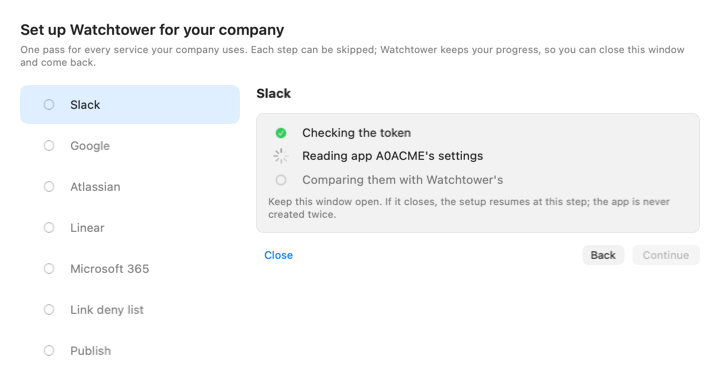 Set up Watchtower for your company
One pass for every service your company uses. Each step can be skipped; Watchtower keeps your progress, so you can close this window
and come back.
Slack
Google
Atlassian
Linear
Microsoft 365
Link deny list
Publish
Slack
Checking the token
Reading app A0ACME's settings
Comparing them with Watchtower's
Keep this window open. If it closes, the setup resumes at this step; the app is never
created twice.
Close
Back
Continue